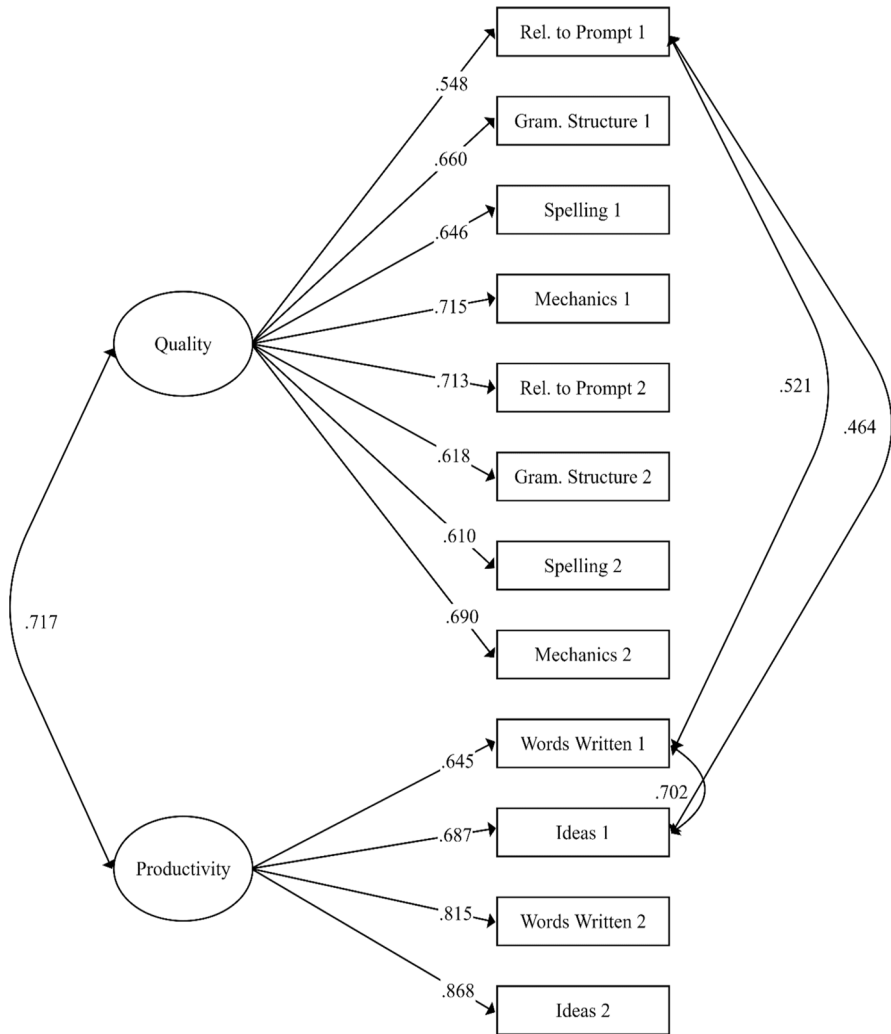 Rel. to Prompt 1
.548
Gram. Structure 1
.660
Spelling 1
.646
Mechanics 1
.715
Quality
Rel. to Prompt 2
.713
.521
.464
Gram. Structure 2
.618
Spelling 2
.610
.690
Mechanics 2
.717
Words Written 1
.645
.702
Ideas 1
.687
Productivity
Words Written 2
.815
.868
Ideas 2